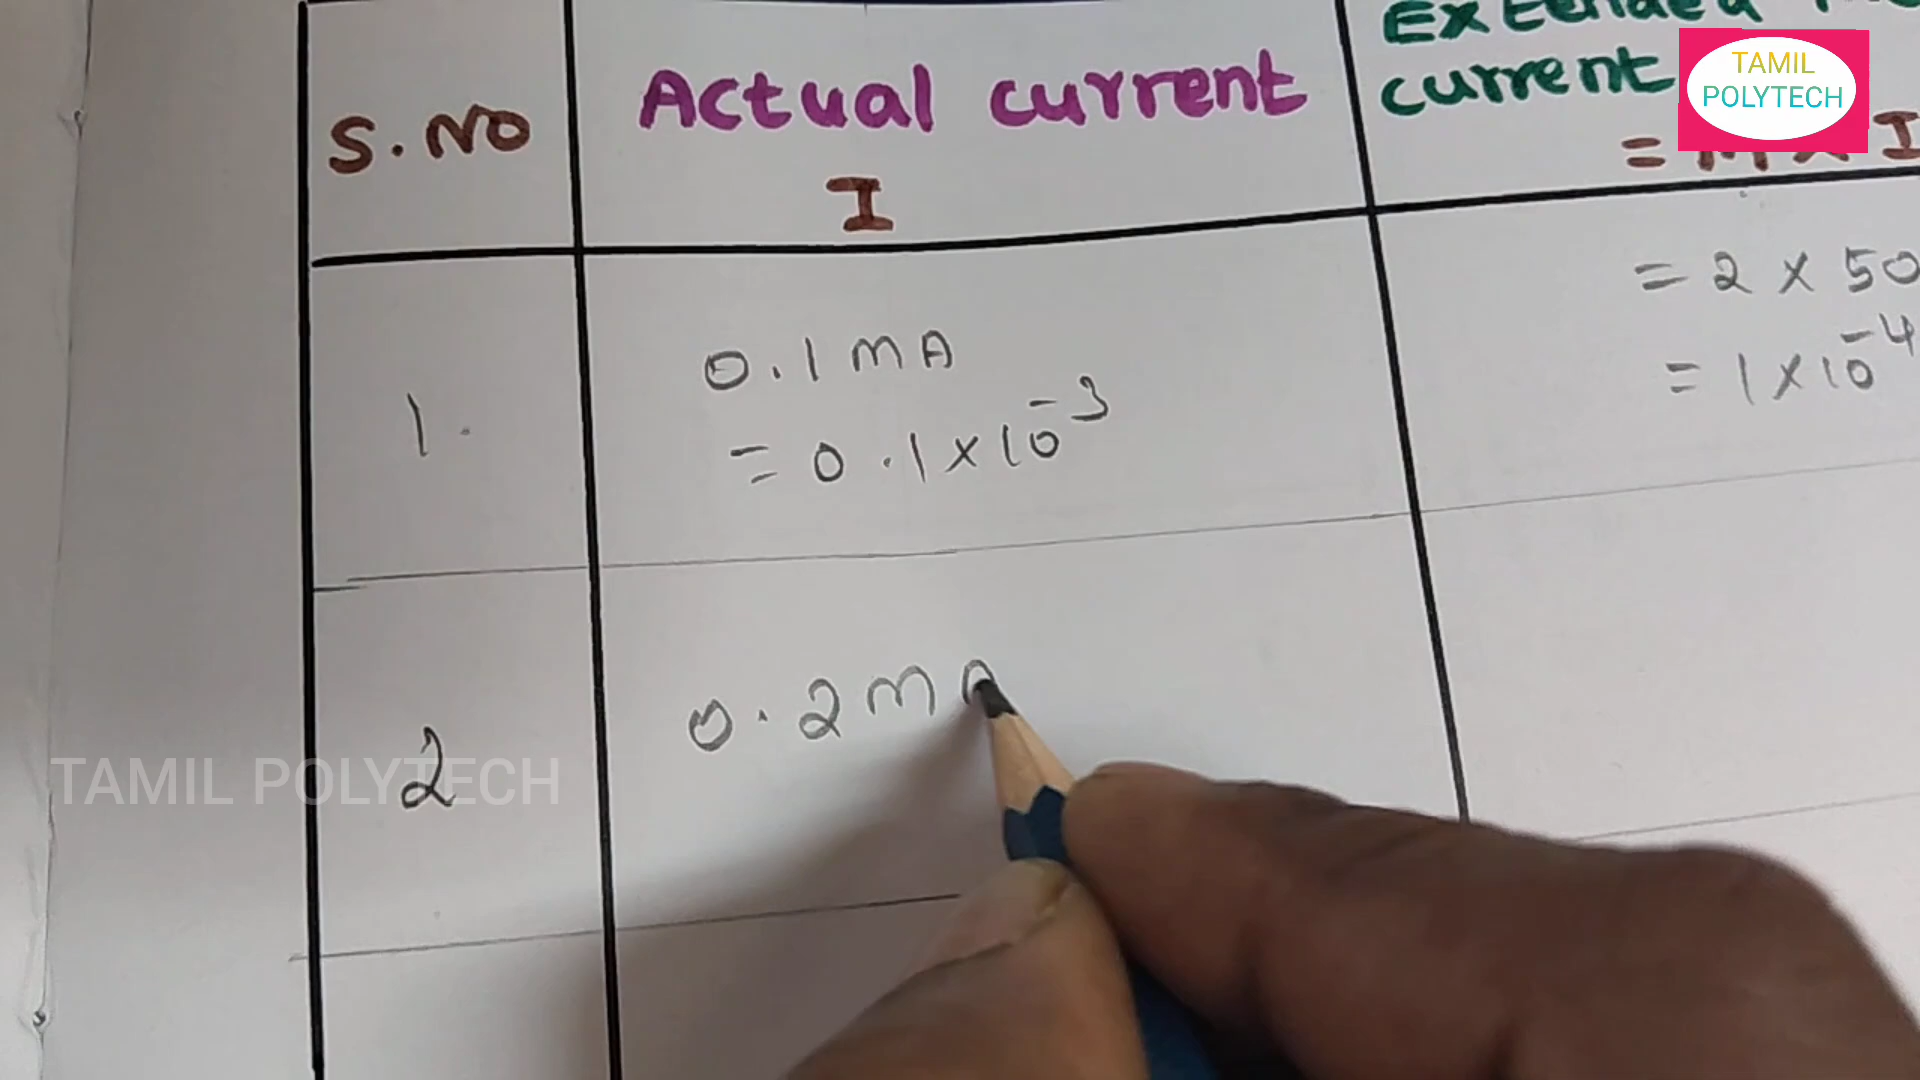 S.NO
Actual current
I
Extended
current
= M x I
TAMIL
POLYTECH
1.
0.1 mA
= 0.1 x 10⁻³
= 2 x 50
= 1 x 10⁻⁴
2
0.2 mA
TAMIL POLYTECH